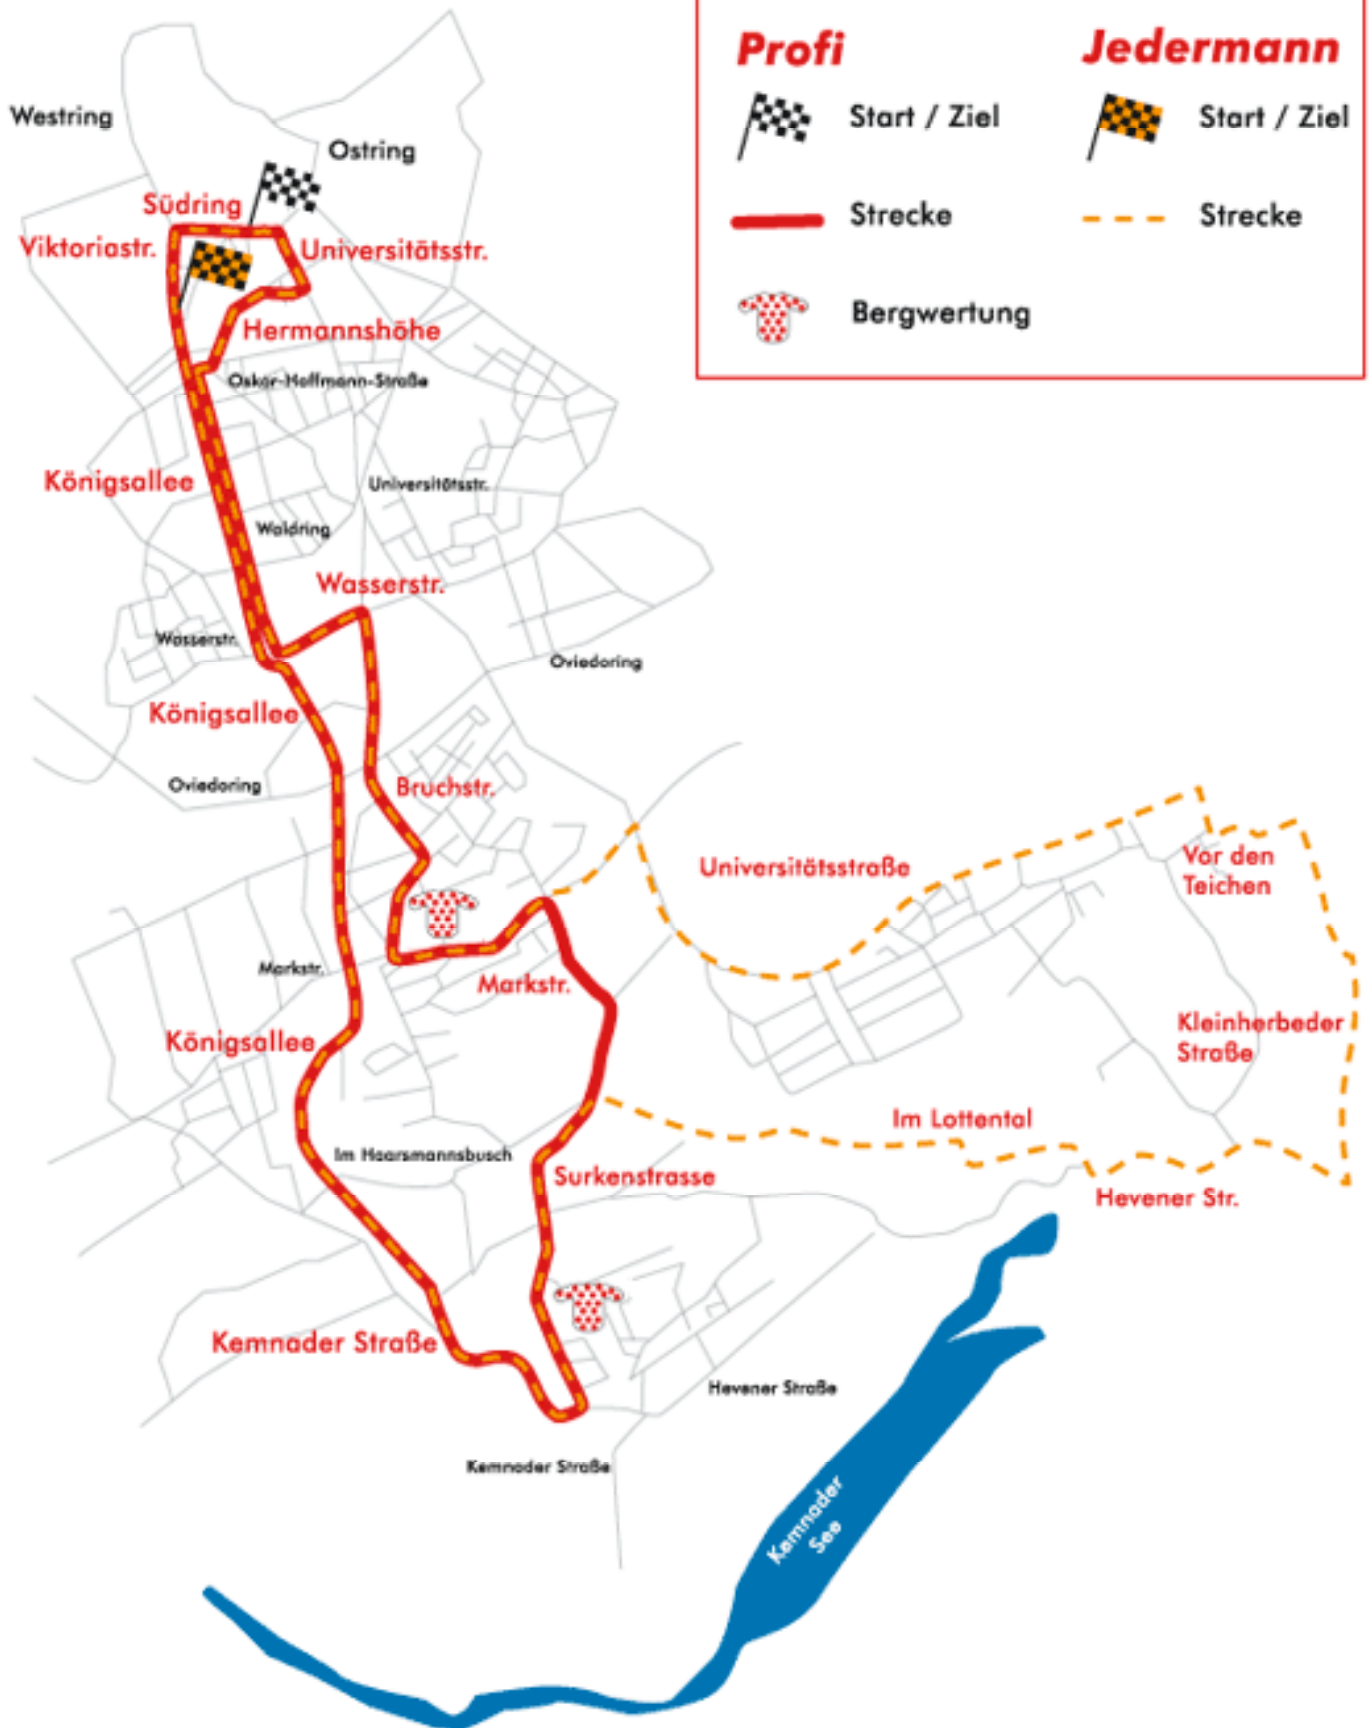 Profi
Jedermann
Start / Ziel
Start / Ziel
Strecke
Strecke
Bergwertung
Westring
Ostring
Südring
Viktoriastr.
Universitätsstr.
Hermannshöhe
Oskar-Hoffmann-Straße
Königsallee
Universitätsstr.
Waldring
Wasserstr.
Wasserstr.
Oviedoring
Königsallee
Oviedoring
Bruchstr.
Universitätsstraße
Vor den
Teichen
Markstr.
Markstr.
Königsallee
Kleinherbeder
Straße
Im Lottental
Im Haarsmannsbusch
Surkenstrasse
Hevener Str.
Kemnader Straße
Hevener Straße
Kemnader Straße
Kemnader
See